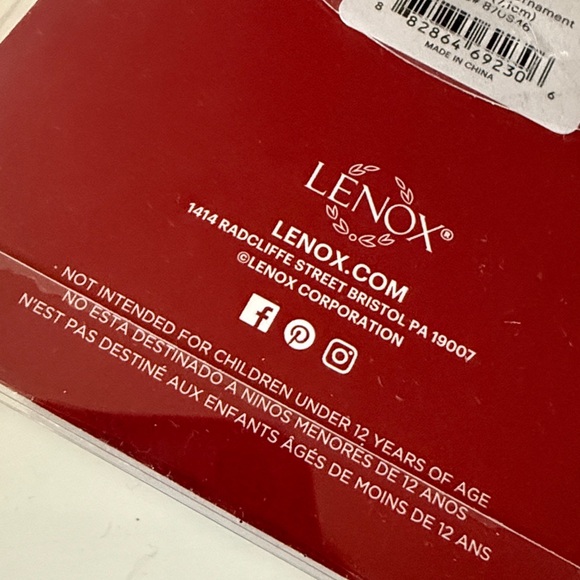 Ornament
cm)
8 82864 69230 6
MADE IN CHINA
LENOX®
LENOX.COM
1414 RADCLIFFE STREET BRISTOL PA 19007
©LENOX CORPORATION
NOT INTENDED FOR CHILDREN UNDER 12 YEARS OF AGE
NO ESTA DESTINADO A NINOS MENORES DE 12 AÑOS
N'EST PAS DESTINÉ AUX ENFANTS ÂGÉS DE MOINS DE 12 ANS